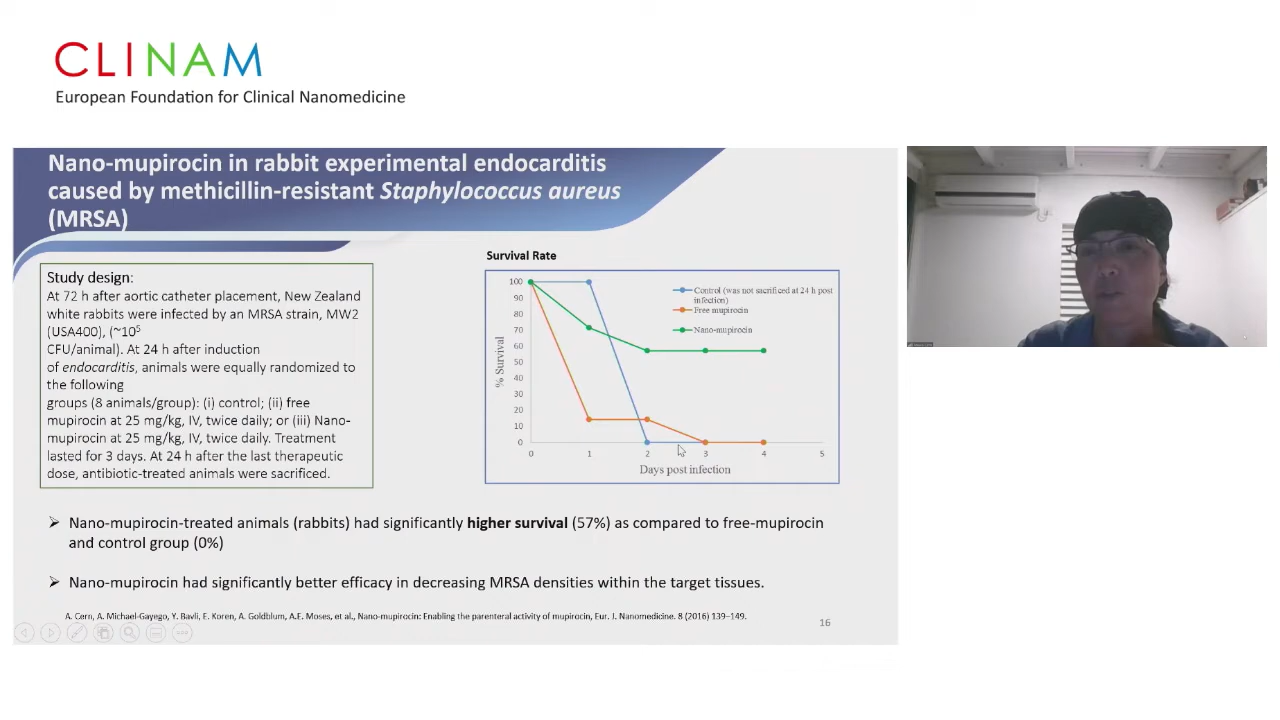 CLINAM
European Foundation for Clinical Nanomedicine
Nano-mupirocin in rabbit experimental endocarditis
caused by methicillin-resistant Staphylococcus aureus
(MRSA)
Study design:
At 72 h after aortic catheter placement, New Zealand
white rabbits were infected by an MRSA strain, MW2
(USA400), (~10⁵
CFU/animal). At 24 h after induction
of endocarditis, animals were equally randomized to
the following
groups (8 animals/group): (i) control; (ii) free
mupirocin at 25 mg/kg, IV, twice daily; or (iii) Nano-
mupirocin at 25 mg/kg, IV, twice daily. Treatment
lasted for 3 days. At 24 h after the last therapeutic
dose, antibiotic-treated animals were sacrificed.
Survival Rate
100
90
80
70
60
50
40
30
20
10
0
% Survival
Control (was not sacrificed at 24 h post
infection)
Free mupirocin
Nano-mupirocin
0 1 2 3 4 5
Days post infection
Nano-mupirocin-treated animals (rabbits) had significantly higher survival (57%) as compared to free-mupirocin
and control group (0%)
Nano-mupirocin had significantly better efficacy in decreasing MRSA densities within the target tissues.
A. Cern, A. Michael-Gayego, Y. Bavli, E. Koren, A. Goldblum, A.E. Moses, et al., Nano-mupirocin: Enabling the parenteral activity of mupirocin, Eur. J. Nanomedicine. 8 (2016) 139–149.
16